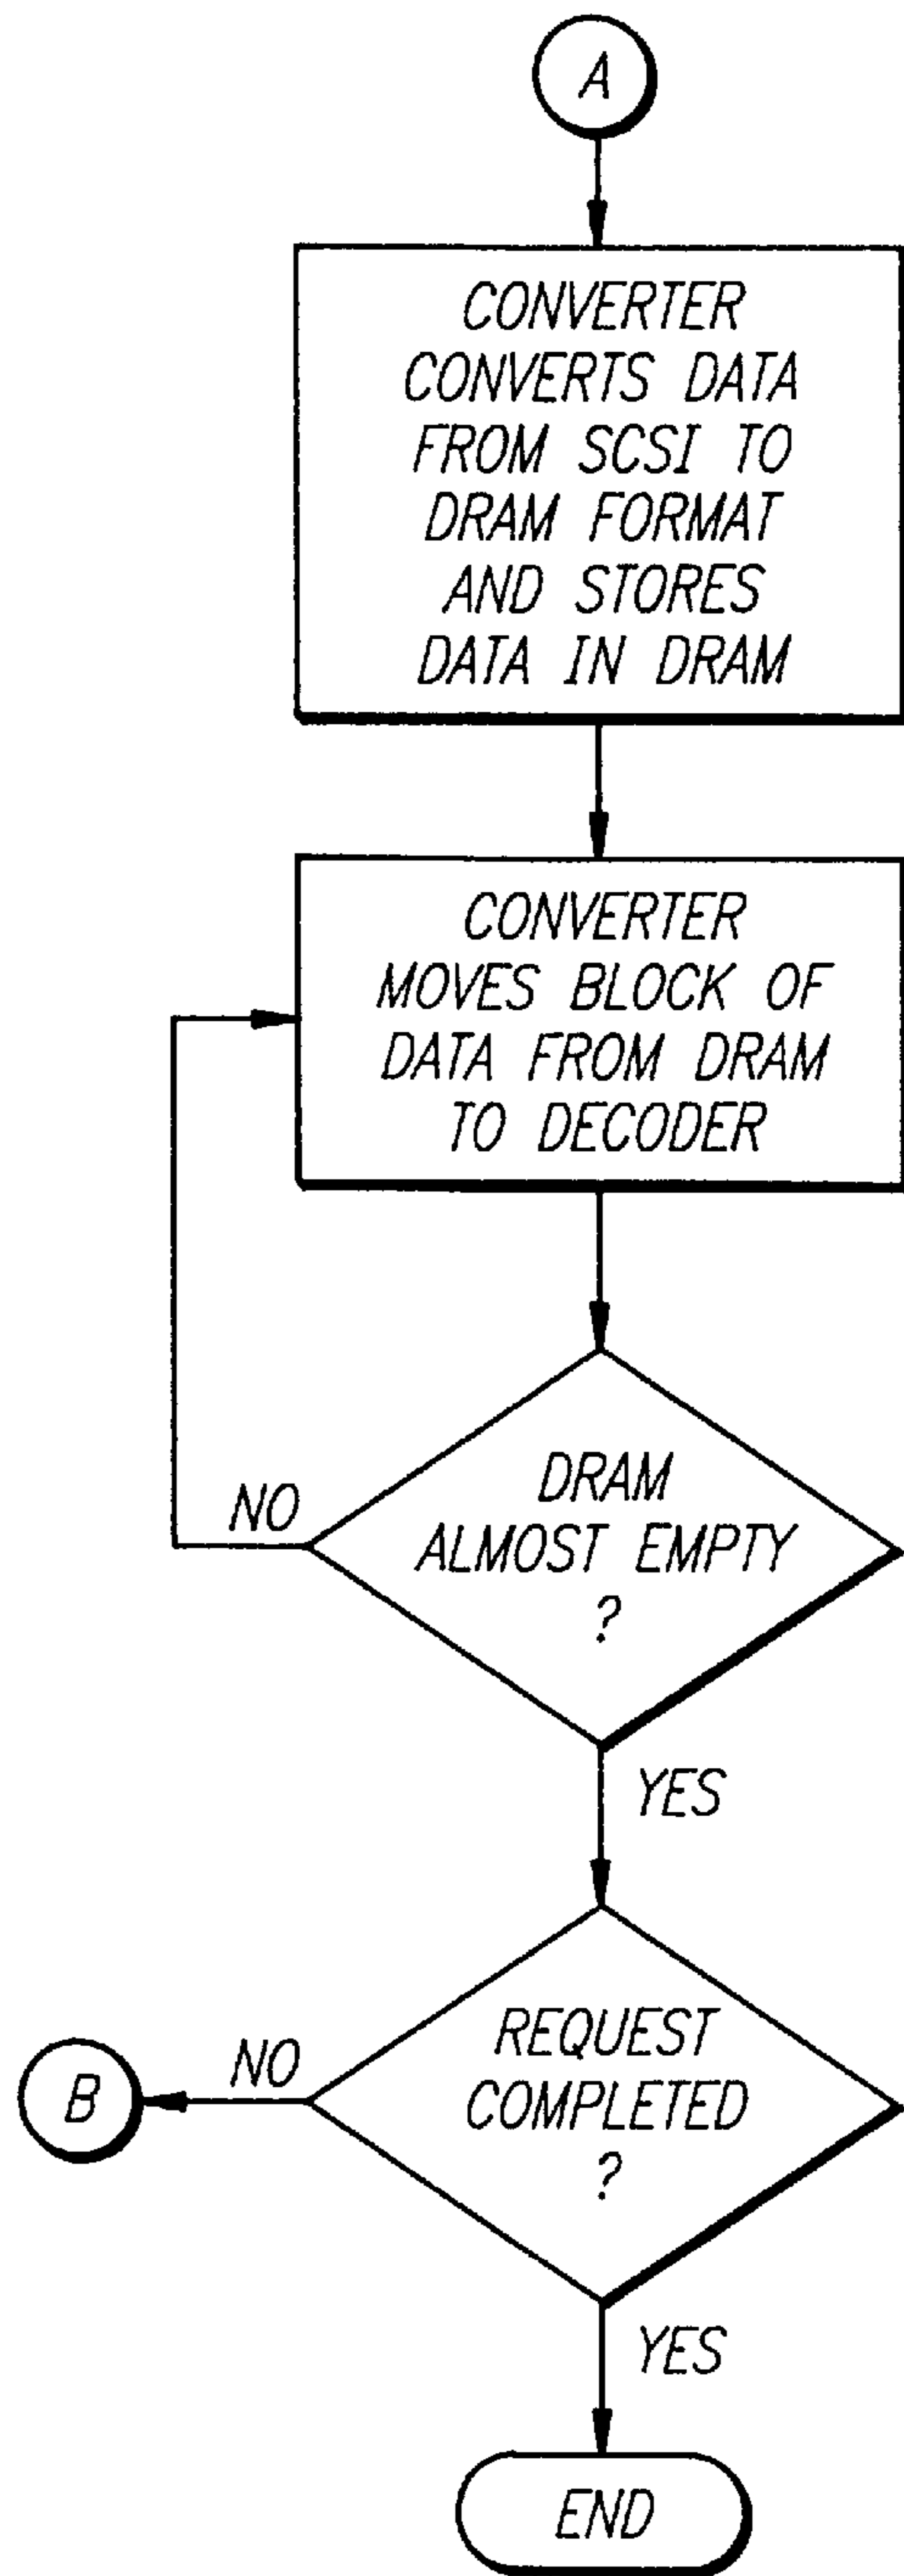 A
CONVERTER
CONVERTS DATA
FROM SCSI TO
DRAM FORMAT
AND STORES
DATA IN DRAM
CONVERTER
MOVES BLOCK OF
DATA FROM DRAM
TO DECODER
DRAM
ALMOST EMPTY
?
NO
YES
REQUEST
COMPLETED
?
NO
B
YES
END